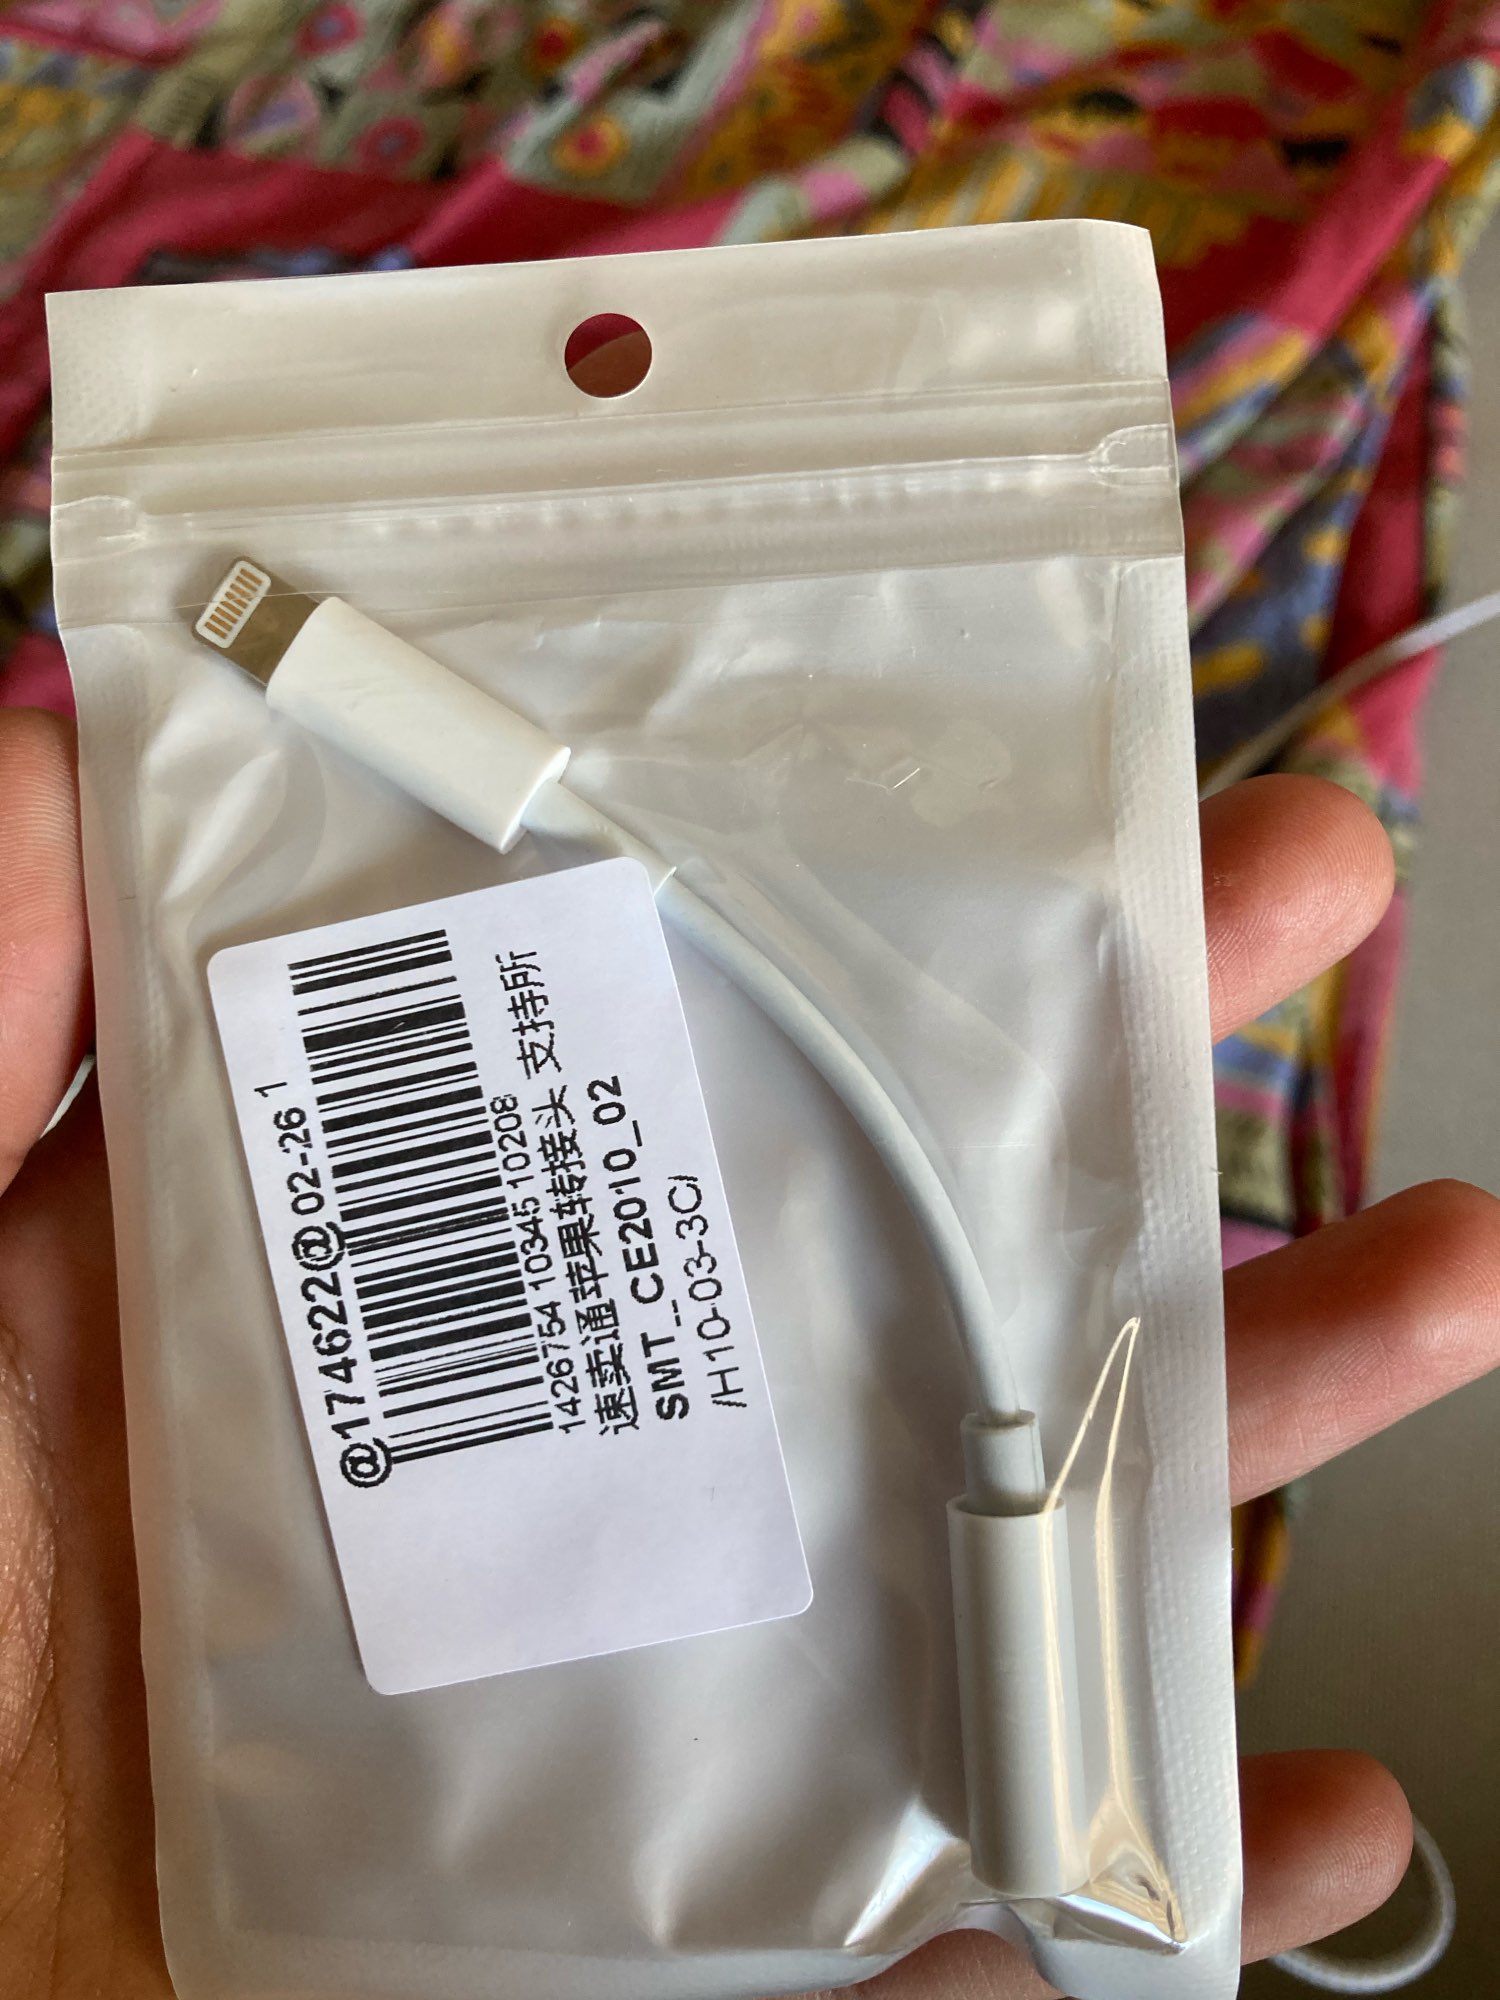 @174622@ 02-26 1
1426754 10345 10208
速卖通苹果转接头 支持所
SMT_CE2010_02
/H10-03-3C/